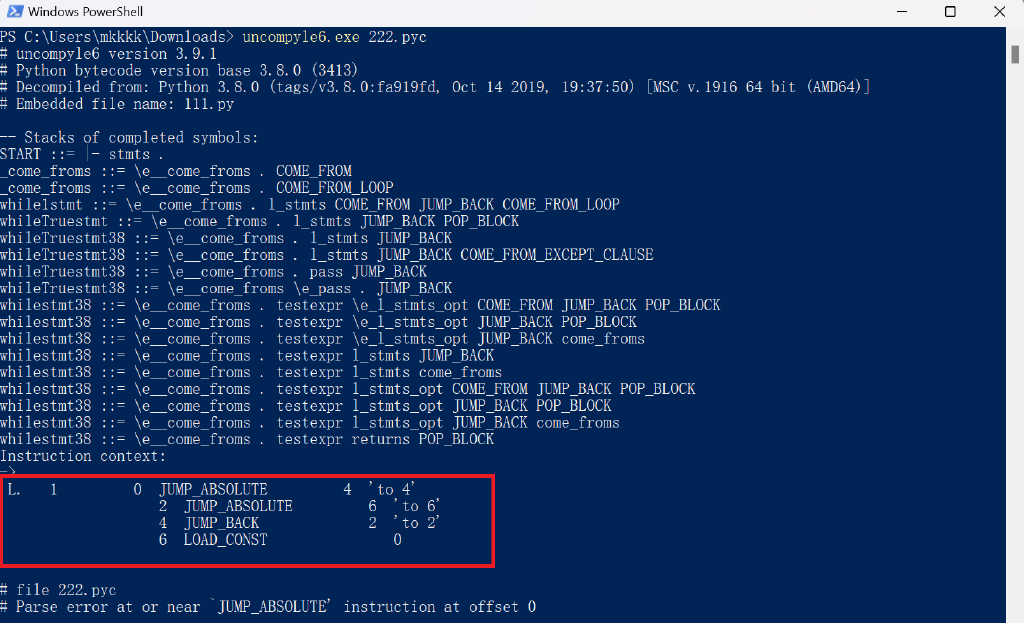 Windows PowerShell
PS C:\Users\mkkkk\Downloads> uncompyle6.exe 222.pyc
# uncompyle6 version 3.9.1
# Python bytecode version base 3.8.0 (3413)
# Decompiled from: Python 3.8.0 (tags/v3.8.0:fa919fd, Oct 14 2019, 19:37:50) [MSC v.1916 64 bit (AMD64)]
# Embedded file name: 111.py
-- Stacks of completed symbols:
START ::= |- stmts .
_come_froms ::= \e__come_froms . COME_FROM
_come_froms ::= \e__come_froms . COME_FROM_LOOP
while1stmt ::= \e__come_froms . l_stmts COME_FROM JUMP_BACK COME_FROM_LOOP
whileTruestmt ::= \e__come_froms . l_stmts JUMP_BACK POP_BLOCK
whileTruestmt38 ::= \e__come_froms . l_stmts JUMP_BACK
whileTruestmt38 ::= \e__come_froms . l_stmts JUMP_BACK COME_FROM_EXCEPT_CLAUSE
whileTruestmt38 ::= \e__come_froms . pass JUMP_BACK
whileTruestmt38 ::= \e__come_froms \e_pass . JUMP_BACK
whilestmt38 ::= \e__come_froms . testexpr \e_l_stmts_opt COME_FROM JUMP_BACK POP_BLOCK
whilestmt38 ::= \e__come_froms . testexpr \e_l_stmts_opt JUMP_BACK POP_BLOCK
whilestmt38 ::= \e__come_froms . testexpr \e_l_stmts_opt JUMP_BACK come_froms
whilestmt38 ::= \e__come_froms . testexpr l_stmts JUMP_BACK
whilestmt38 ::= \e__come_froms . testexpr l_stmts come_froms
whilestmt38 ::= \e__come_froms . testexpr l_stmts_opt COME_FROM JUMP_BACK POP_BLOCK
whilestmt38 ::= \e__come_froms . testexpr l_stmts_opt JUMP_BACK POP_BLOCK
whilestmt38 ::= \e__come_froms . testexpr l_stmts_opt JUMP_BACK come_froms
whilestmt38 ::= \e__come_froms . testexpr returns POP_BLOCK
Instruction context:
->
L. 1 0 JUMP_ABSOLUTE 4 'to 4'
2 JUMP_ABSOLUTE 6 'to 6'
4 JUMP_BACK 2 'to 2'
6 LOAD_CONST 0
# file 222.pyc
# Parse error at or near `JUMP_ABSOLUTE' instruction at offset 0